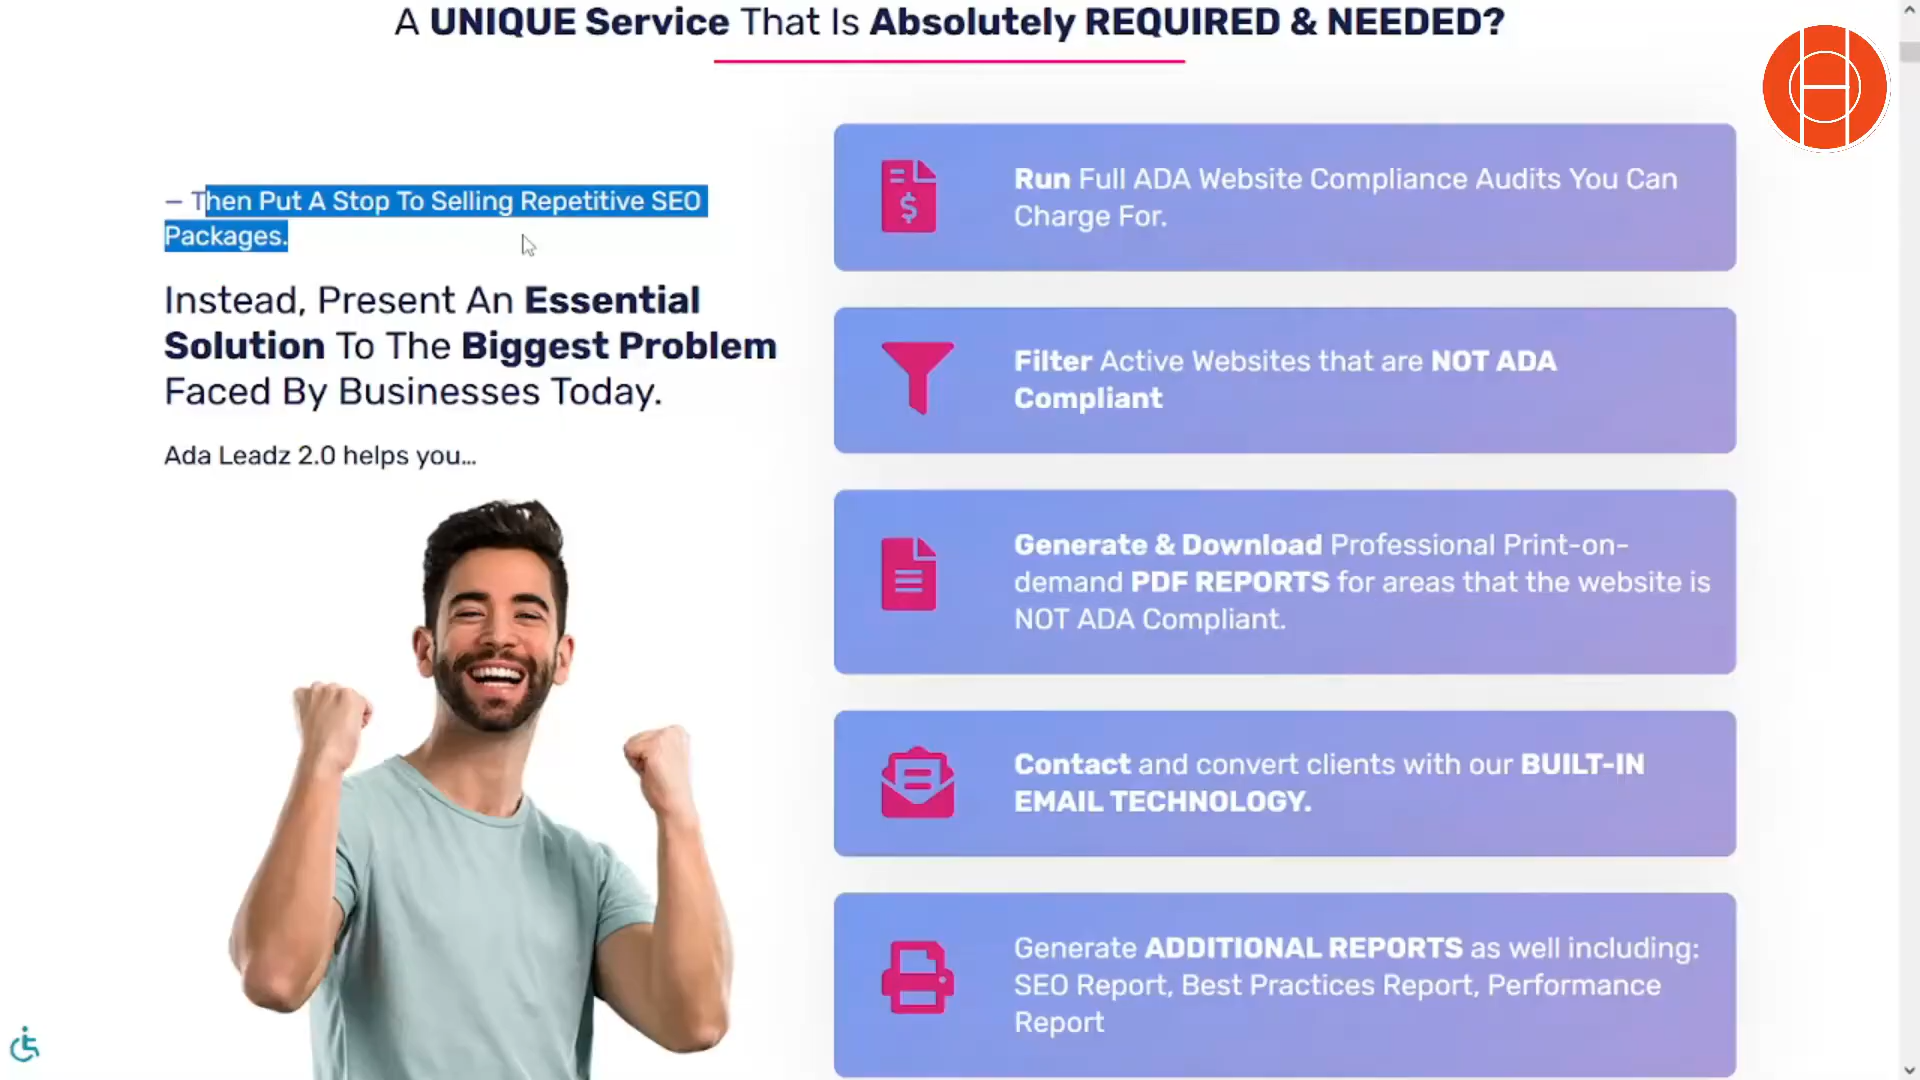 A UNIQUE Service That Is Absolutely REQUIRED & NEEDED?
– Then Put A Stop To Selling Repetitive SEO
Packages.
Instead, Present An Essential
Solution To The Biggest Problem
Faced By Businesses Today.
Ada Leadz 2.0 helps you...
Run Full ADA Website Compliance Audits You Can
Charge For.
Filter Active Websites that are NOT ADA
Compliant
Generate & Download Professional Print-on-
demand PDF REPORTS for areas that the website is
NOT ADA Compliant.
Contact and convert clients with our BUILT-IN
EMAIL TECHNOLOGY.
Generate ADDITIONAL REPORTS as well including:
SEO Report, Best Practices Report, Performance
Report